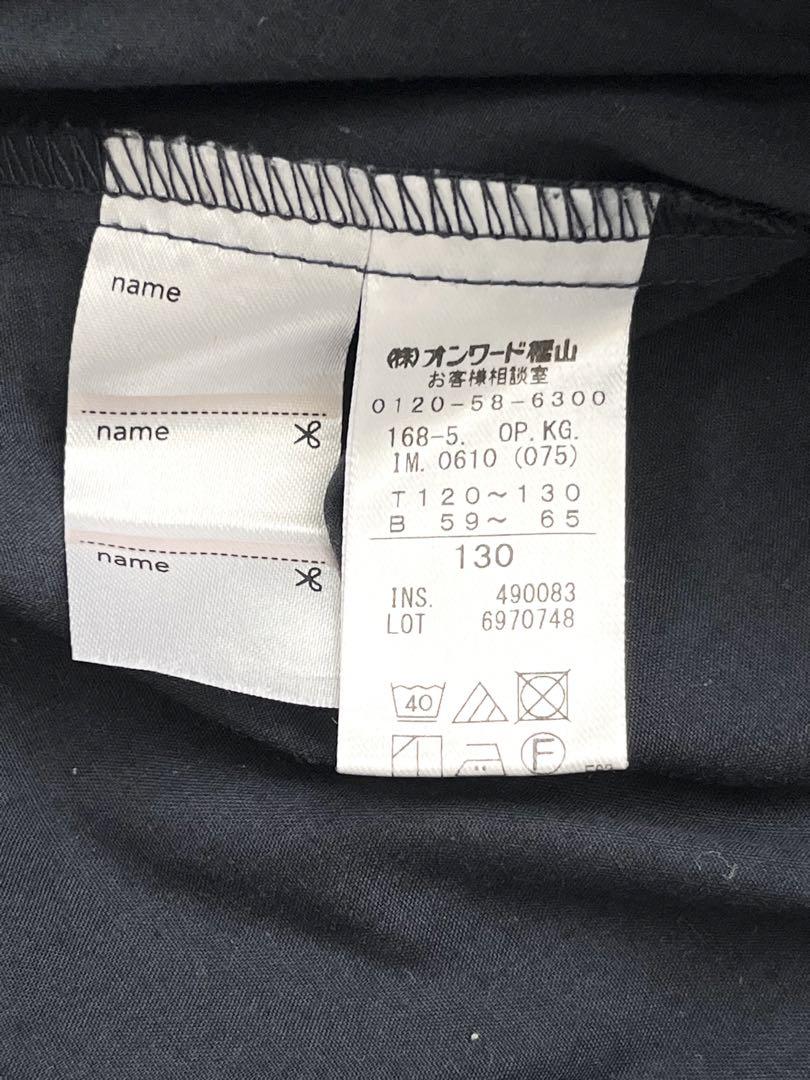 name
name
name
(株)オンワード樫山
お客様相談室
0120-58-6300
168-5. OP.KG.
IM. 0610 (075)
T 120〜130
B 59〜 65
130
INS. 490083
LOT 6970748
40
F